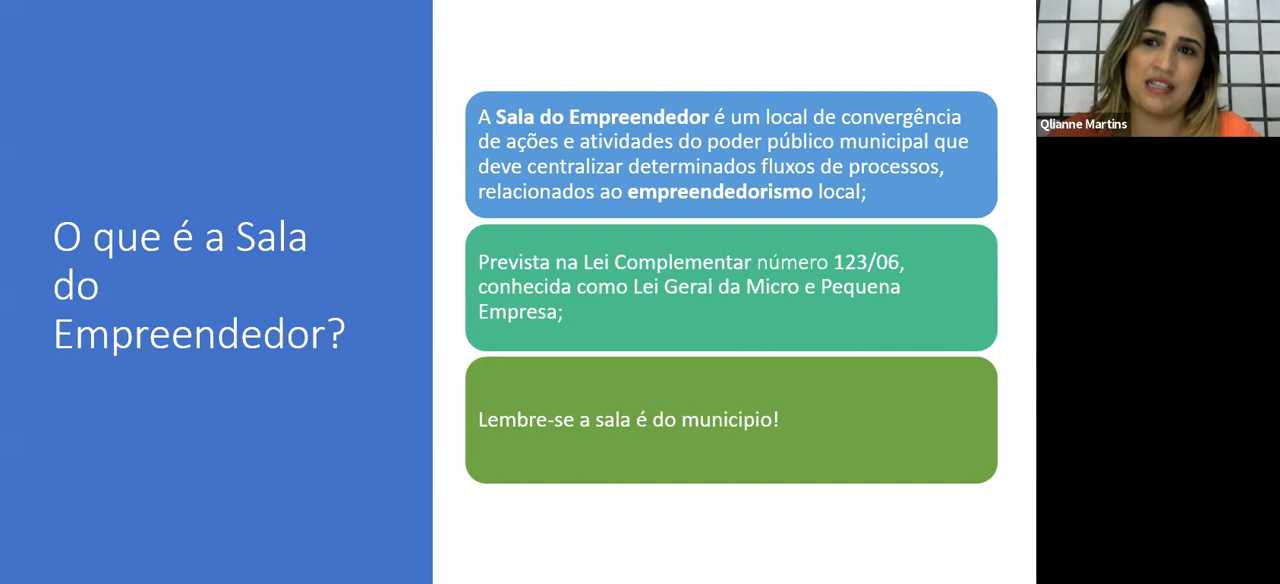 O que é a Sala
do
Empreendedor?
A Sala do Empreendedor é um local de convergência
de ações e atividades do poder público municipal que
deve centralizar determinados fluxos de processos,
relacionados ao empreendedorismo local;
Prevista na Lei Complementar número 123/06,
conhecida como Lei Geral da Micro e Pequena
Empresa;
Lembre-se a sala é do municipio!
Qlianne Martins